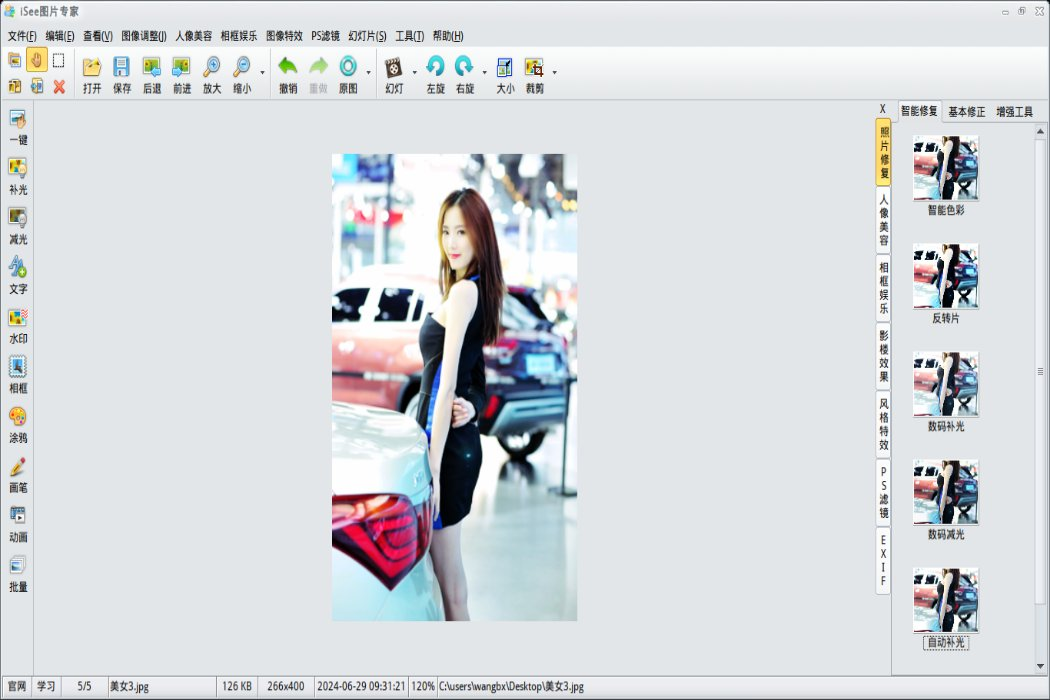 iSee图片专家
文件(F) 编辑(E) 查看(V) 图像调整(J) 人像美容 相框娱乐 图像特效 PS滤镜 幻灯片(S) 工具(T) 帮助(H)
打开 保存 后退 前进 放大 缩小 撤销 重做 原图 幻灯 左旋 右旋 大小 裁剪
一键
补光
减光
文字
水印
相框
涂鸦
画笔
动画
批量
X
照片修复
人像美容
相框娱乐
影楼效果
风格特效
PS滤镜
EXIF
智能修复 基本修正 增强工具
智能色彩
反转片
数码补光
数码减光
自动补光
官网 学习 5/5 美女3.jpg 126 KB 266x400 2024-06-29 09:31:21 120% C:\users\wangbx\Desktop\美女3.jpg